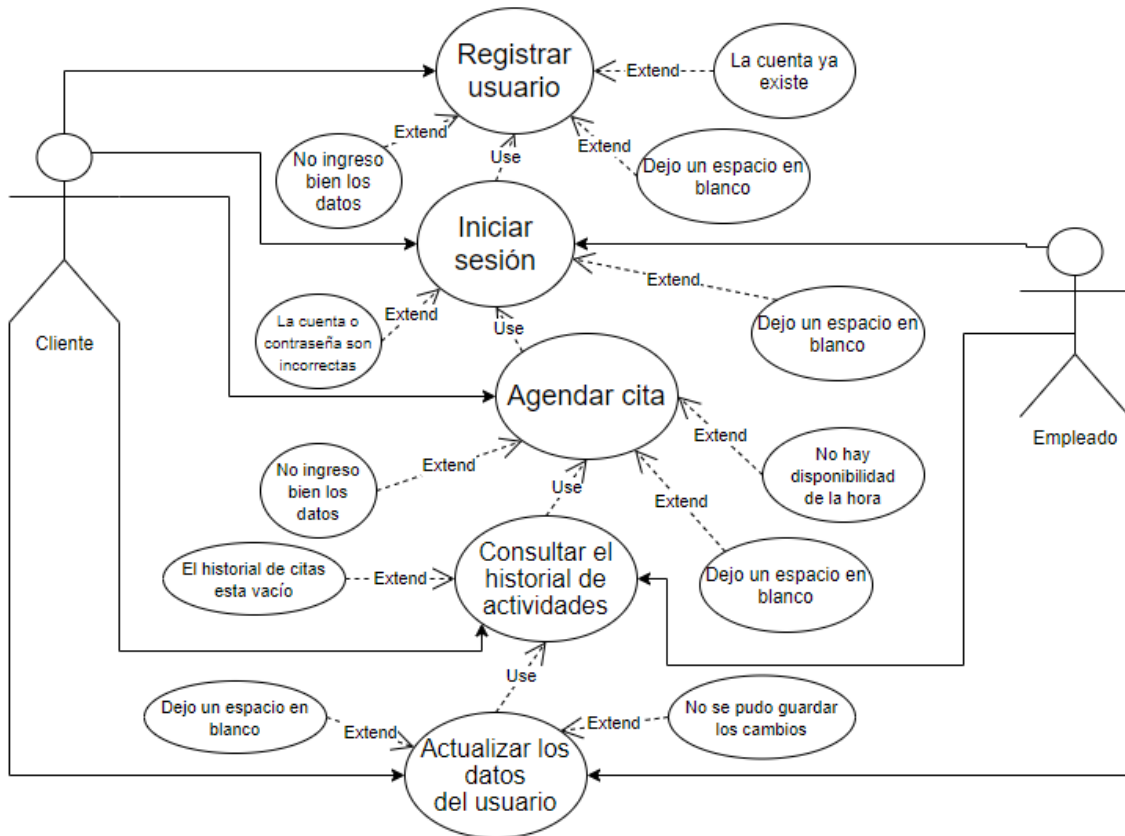 Registrar
usuario
Extend
La cuenta ya
existe
Extend
No ingreso
bien los
datos
Use
Extend
Dejo un espacio en
blanco
Iniciar
sesión
Cliente
Extend
La cuenta o
contraseña son
incorrectas
Use
Extend
Dejo un espacio en
blanco
Empleado
Agendar cita
Extend
No hay
disponibilidad
de la hora
Extend
No ingreso
bien los
datos
Use
Extend
Dejo un espacio en
blanco
Consultar el
historial de
actividades
Extend
El historial de citas
esta vacío
Use
Dejo un espacio en
blanco
Extend
Extend
No se pudo guardar
los cambios
Actualizar los
datos
del usuario